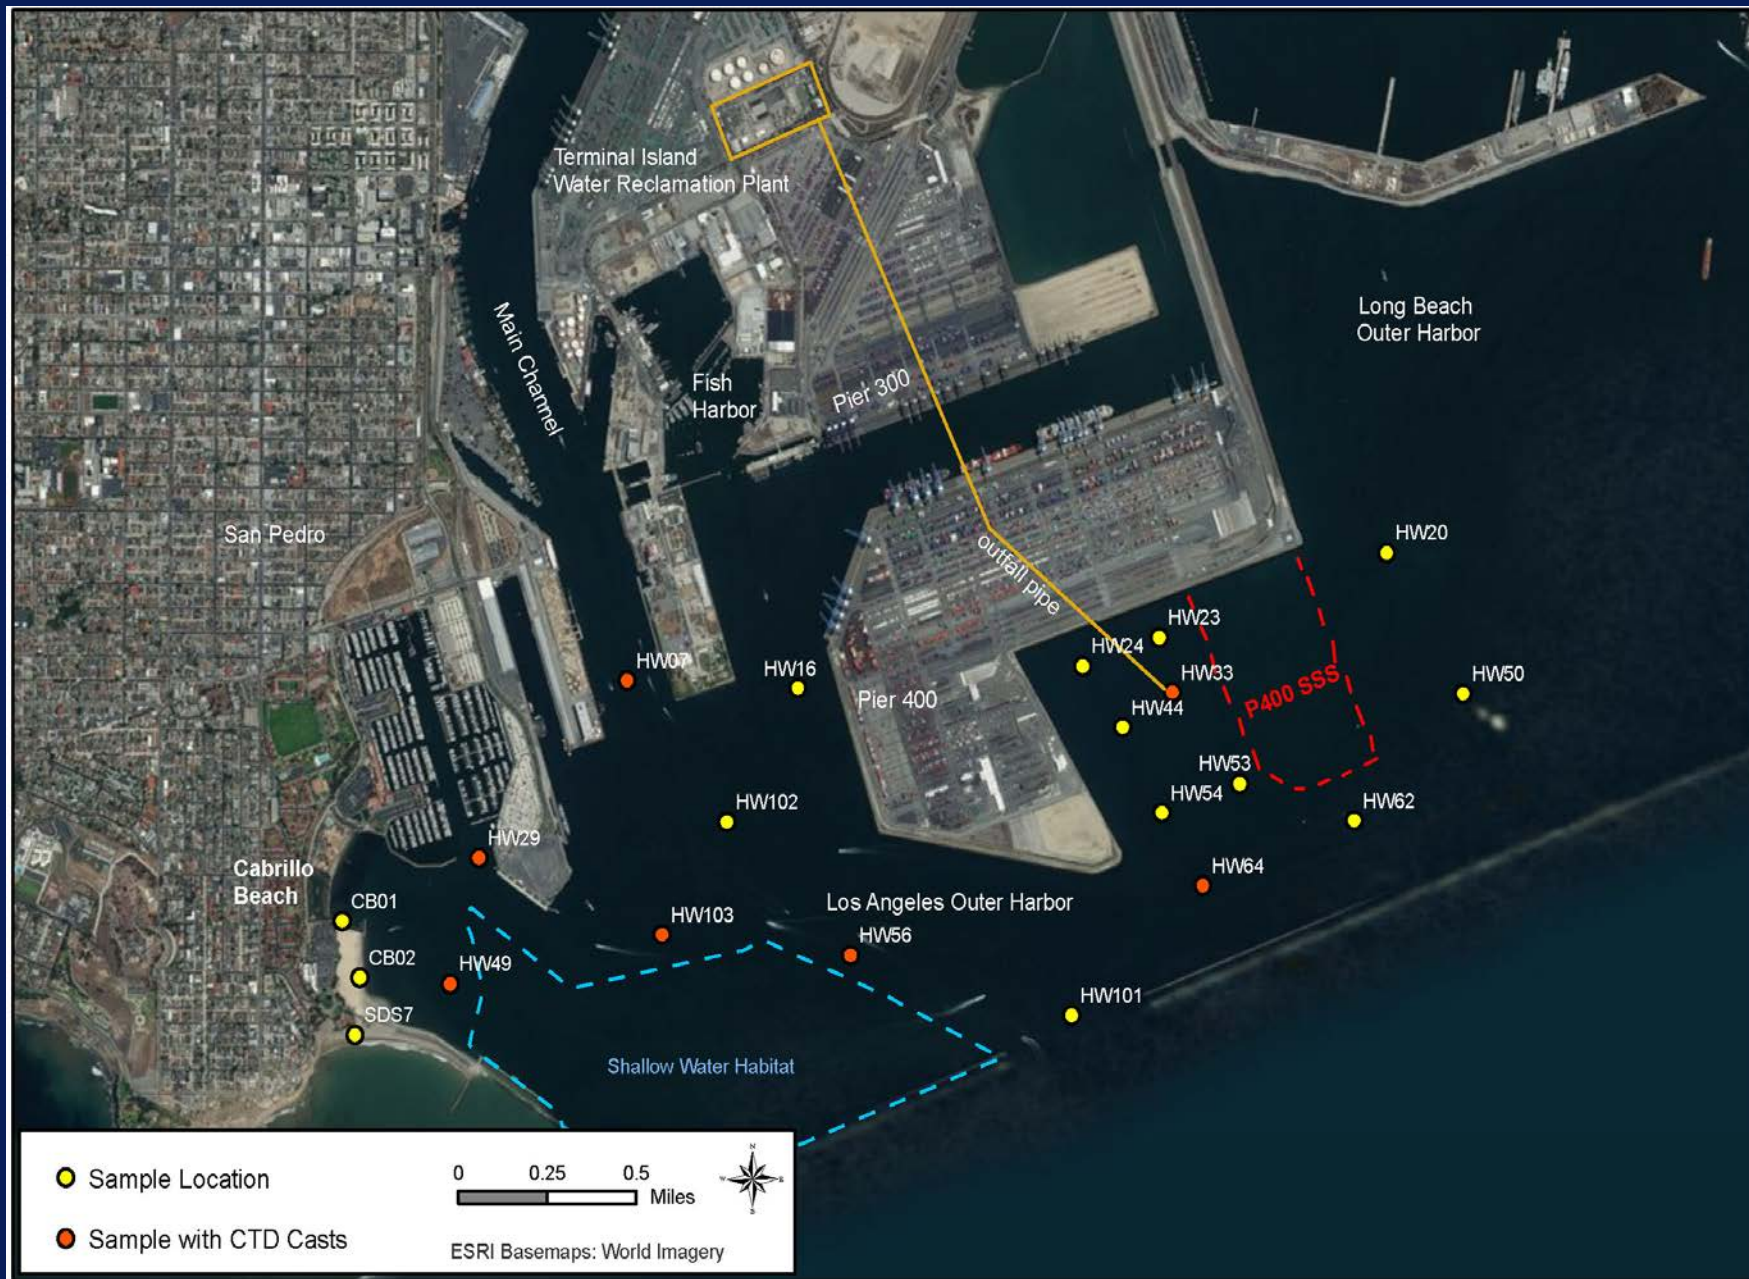 Terminal Island
Water Reclamation Plant
Long Beach
Outer Harbor
Main Channel
Fish
Harbor
Pier 300
San Pedro
outfall pipe
HW20
HW23
HW24
HW07
HW16
HW33
HW50
Pier 400
P400 SSS
HW44
HW53
HW54
HW62
HW102
HW29
Cabrillo
Beach
HW64
CB01
HW103
Los Angeles Outer Harbor
HW56
CB02
HW49
HW101
SDS7
Shallow Water Habitat
Sample Location
0 0.25 0.5
Miles
N
W E
S
Sample with CTD Casts
ESRI Basemaps: World Imagery